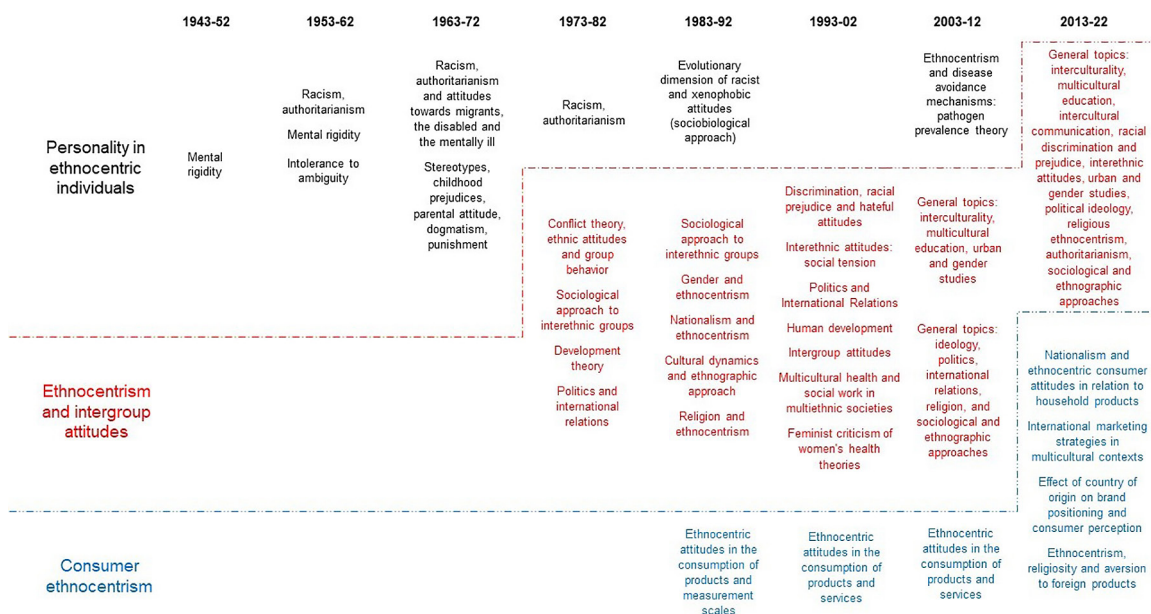 1943-52
1953-62
1963-72
1973-82
1983-92
1993-02
2003-12
2013-22
Personality in
ethnocentric
individuals
Mental
rigidity
Racism,
authoritarianism
Mental rigidity
Intolerance to
ambiguity
Racism,
authoritarianism
and attitudes
towards migrants,
the disabled and
the mentally ill
Stereotypes,
childhood
prejudices,
parental attitude,
dogmatism,
punishment
Racism,
authoritarianism
Evolutionary
dimension of racist
and xenophobic
attitudes
(sociobiological
approach)
Ethnocentrism
and disease
avoidance
mechanisms:
pathogen
prevalence theory
Ethnocentrism
and intergroup
attitudes
Conflict theory,
ethnic attitudes
and group
behavior
Sociological
approach to
interethnic groups
Development
theory
Politics and
international
relations
Sociological
approach to
interethnic groups
Gender and
ethnocentrism
Nationalism and
ethnocentrism
Cultural dynamics
and ethnographic
approach
Religion and
ethnocentrism
Discrimination, racial
prejudice and hateful
attitudes
Interethnic attitudes:
social tension
Politics and
International Relations
Human development
Intergroup attitudes
Multicultural health and
social work in
multiethnic societies
Feminist criticism of
women's health
theories
General topics:
interculturality,
multicultural
education, urban
and gender
studies
General topics:
ideology,
politics,
international
relations,
religion, and
sociological and
ethnographic
approaches
General topics:
interculturality,
multicultural
education,
intercultural
communication, racial
discrimination and
prejudice, interethnic
attitudes, urban and
gender studies,
political ideology,
religious
ethnocentrism,
authoritarianism,
sociological and
ethnographic
approaches
Consumer
ethnocentrism
Ethnocentric
attitudes in the
consumption of
products and
measurement
scales
Ethnocentric
attitudes in the
consumption of
products and
services
Ethnocentric
attitudes in the
consumption of
products and
services
Nationalism and
ethnocentric consumer
attitudes in relation to
household products
International marketing
strategies in
multicultural contexts
Effect of country of
origin on brand
positioning and
consumer perception
Ethnocentrism,
religiosity and aversion
to foreign products